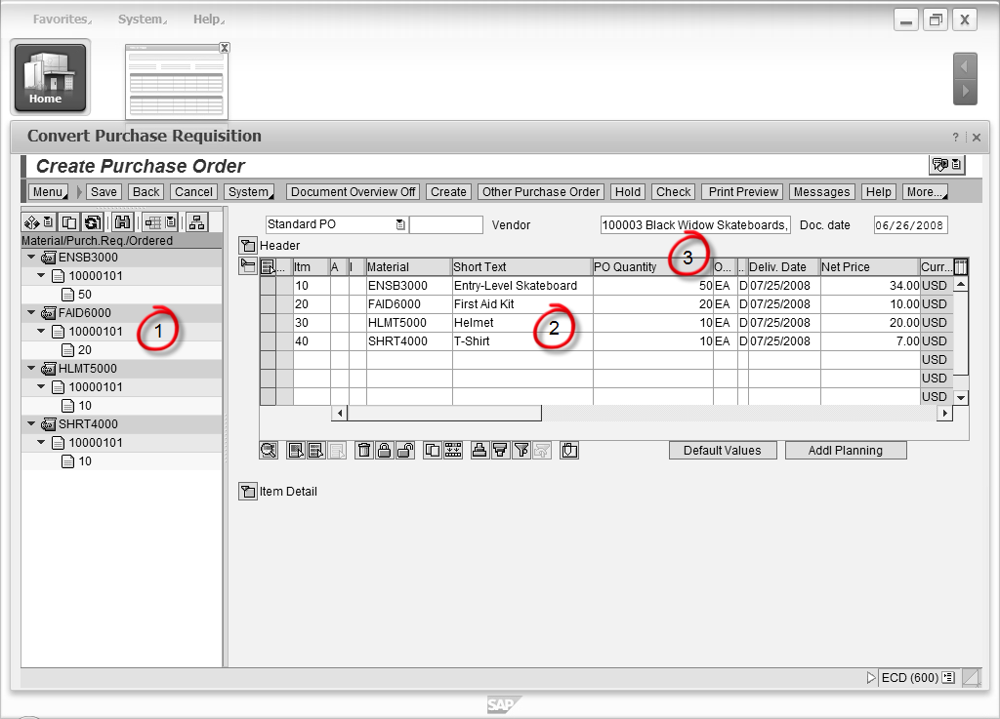 Favorites System Help
Home
Convert Purchase Requisition ?
Create Purchase Order
Menu Save Back Cancel System Document Overview Off Create Other Purchase Order Hold Check Print Preview Messages Help More...
Standard PO Vendor 100003 Black Widow Skateboards, Doc. date 06/26/2008
Material/Purch.Req./Ordered
Header
ENSB3000
10000101
50
FAID6000
10000101
20
HLMT5000
10000101
10
SHRT4000
10000101
10
1
2
3
... Itm A I Material Short Text PO Quantity O... .. Deliv. Date Net Price Curr...
10 ENSB3000 Entry-Level Skateboard 50 EA D 07/25/2008 34.00 USD
20 FAID6000 First Aid Kit 20 EA D 07/25/2008 10.00 USD
30 HLMT5000 Helmet 10 EA D 07/25/2008 20.00 USD
40 SHRT4000 T-Shirt 10 EA D 07/25/2008 7.00 USD
USD
USD
USD
Default Values Addl Planning
Item Detail
ECD (600)
SAP